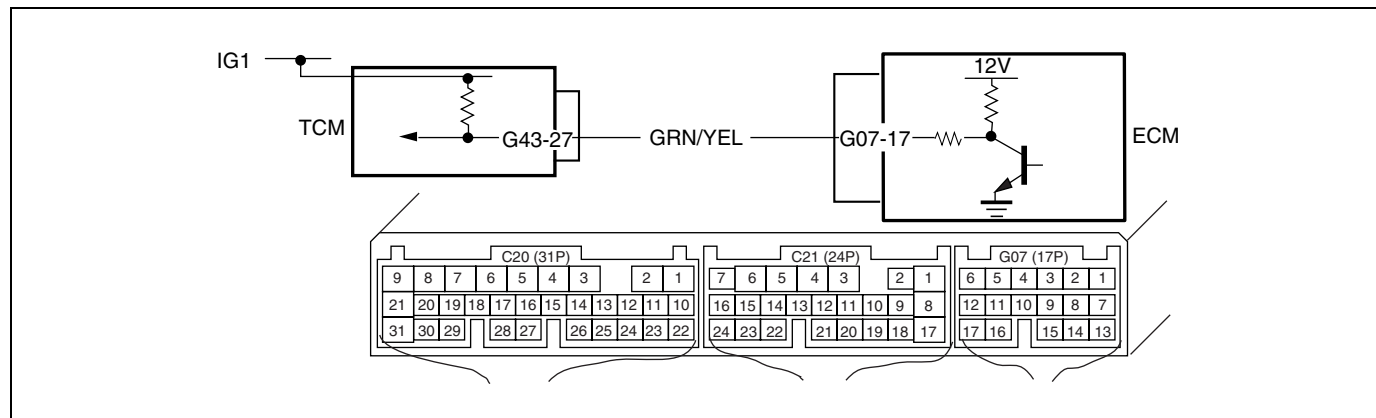 IG1
12V
TCM
G43-27
GRN/YEL
G07-17
ECM
C20 (31P)
C21 (24P)
G07 (17P)
9 8 7 6 5 4 3 2 1
7 6 5 4 3 2 1
6 5 4 3 2 1
21 20 19 18 17 16 15 14 13 12 11 10
16 15 14 13 12 11 10 9 8
12 11 10 9 8 7
31 30 29 28 27 26 25 24 23 22
24 23 22 21 20 19 18 17
17 16 15 14 13